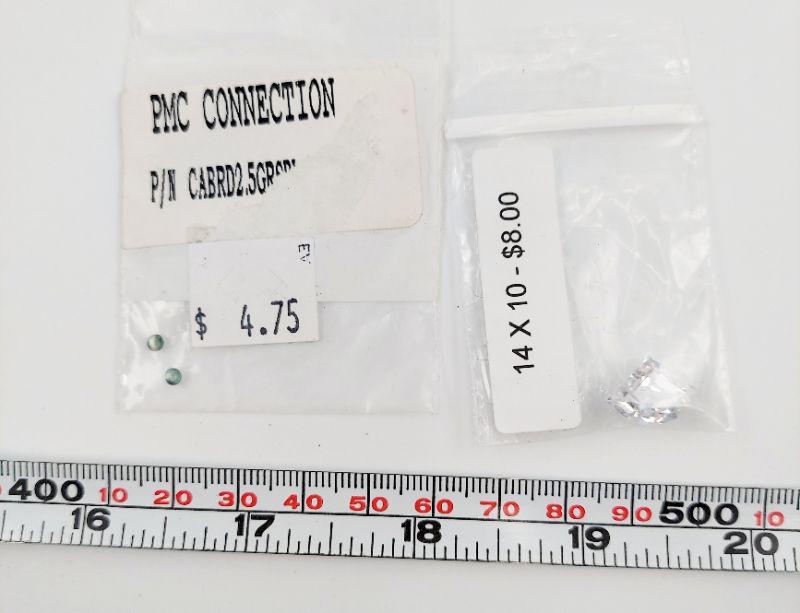 PMC CONNECTION
P/N CABRD2.5GR
EV
$ 4.75
14 X 10 - $8.00
400 10 20 30 40 50 60 70 80 90 500 10
16 17 18 19 20